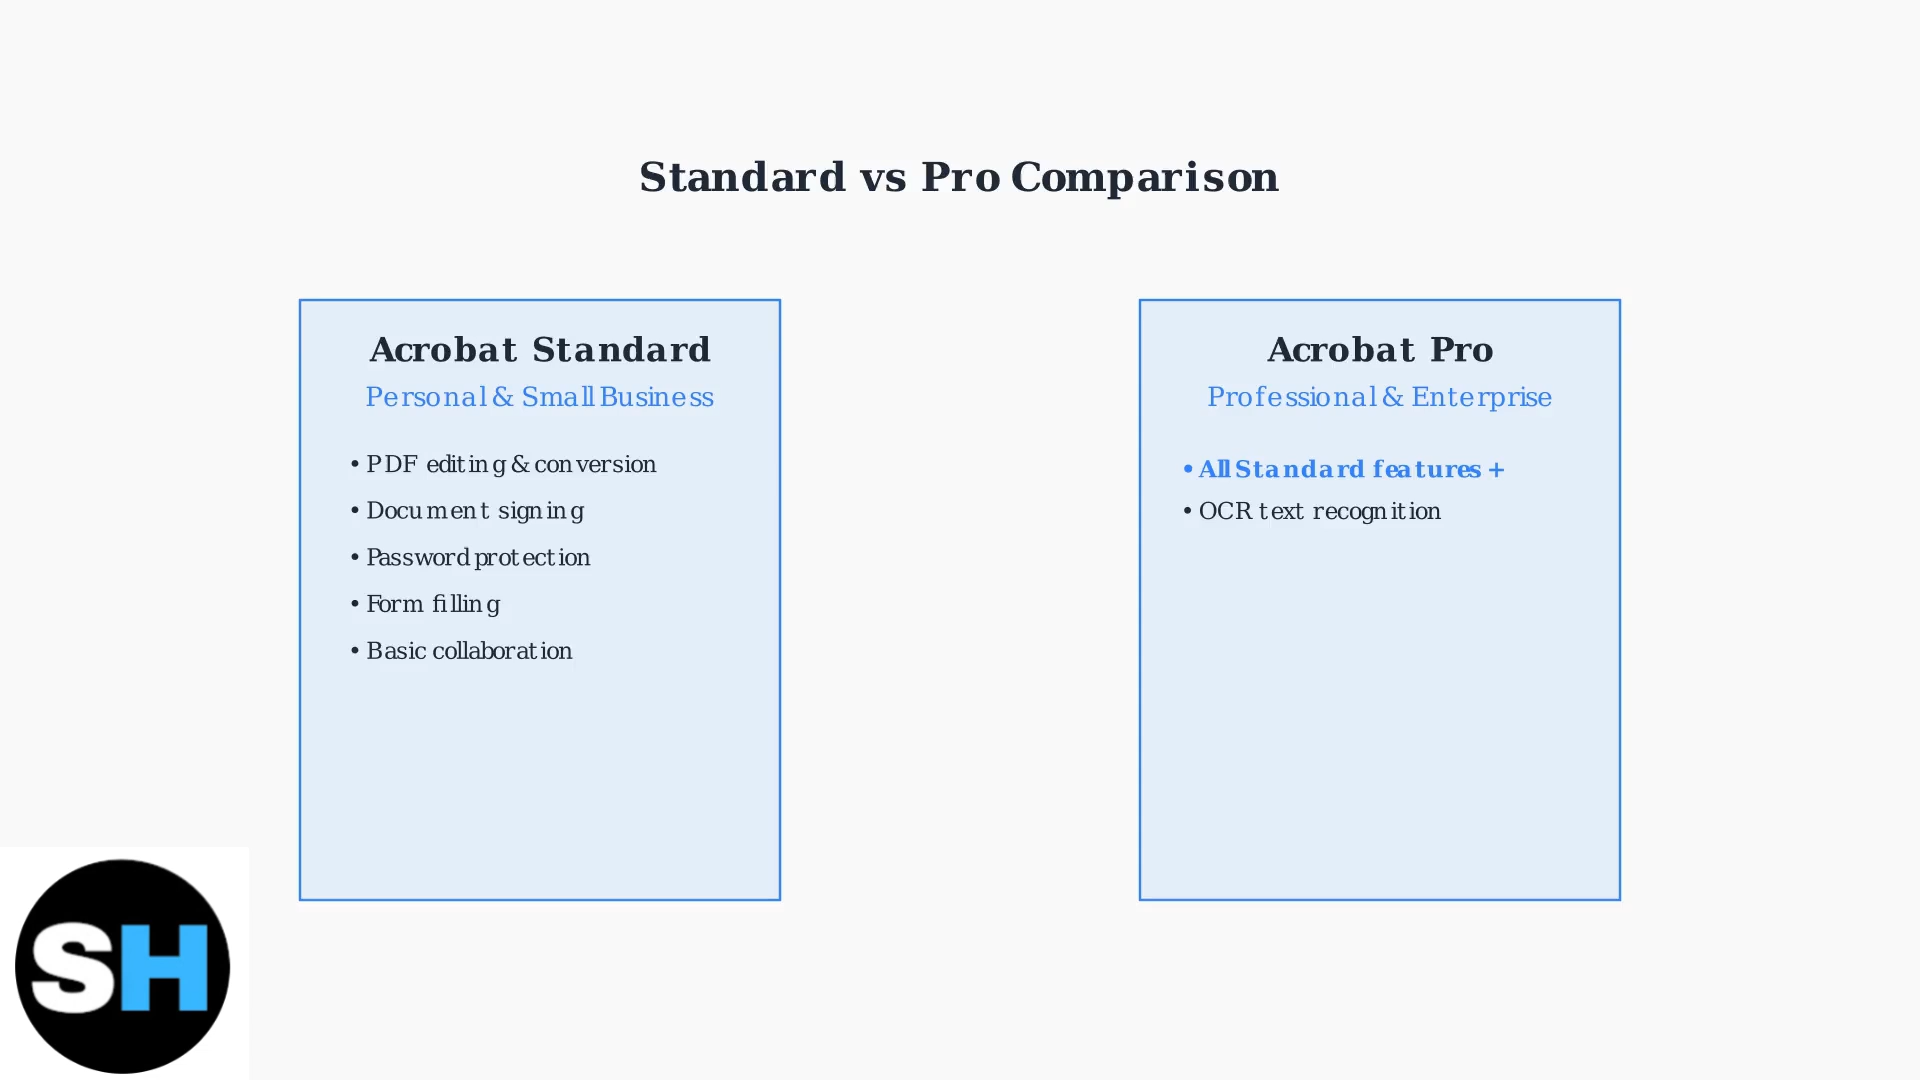 Standard vs Pro Comparison
Acrobat Standard
Personal & Small Business
• PDF editing & conversion
• Document signing
• Password protection
• Form filling
• Basic collaboration
Acrobat Pro
Professional & Enterprise
• All Standard features +
• OCR text recognition
SH